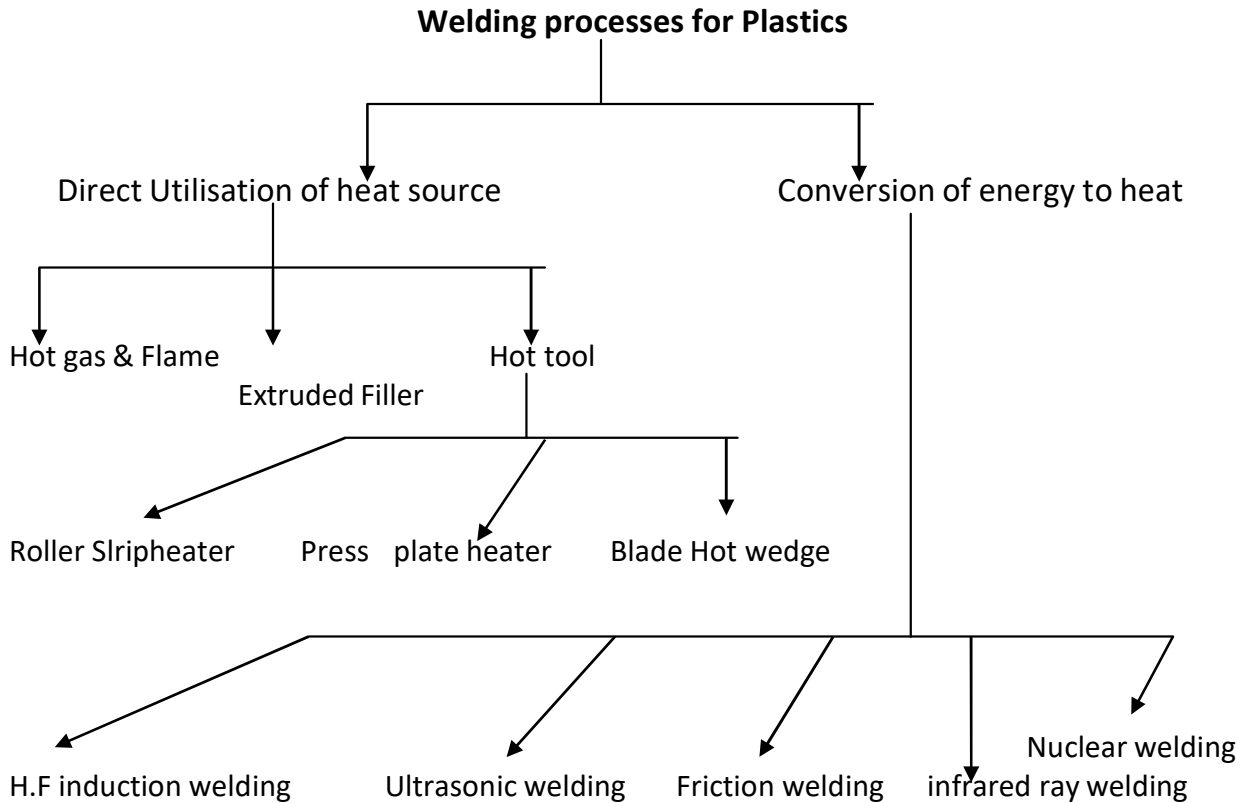 Welding processes for Plastics
Direct Utilisation of heat source
Conversion of energy to heat
Hot gas & Flame
Hot tool
Extruded Filler
Roller Slripheater
Press plate heater
Blade Hot wedge
Nuclear welding
H.F induction welding
Ultrasonic welding
Friction welding
infrared ray welding